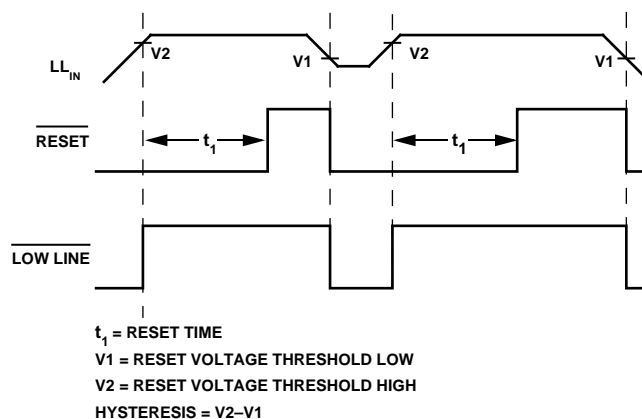 V2 V1 V2 V1
LL_IN
RESET
t1 t1
LOW LINE
t1 = RESET TIME
V1 = RESET VOLTAGE THRESHOLD LOW
V2 = RESET VOLTAGE THRESHOLD HIGH
HYSTERESIS = V2–V1